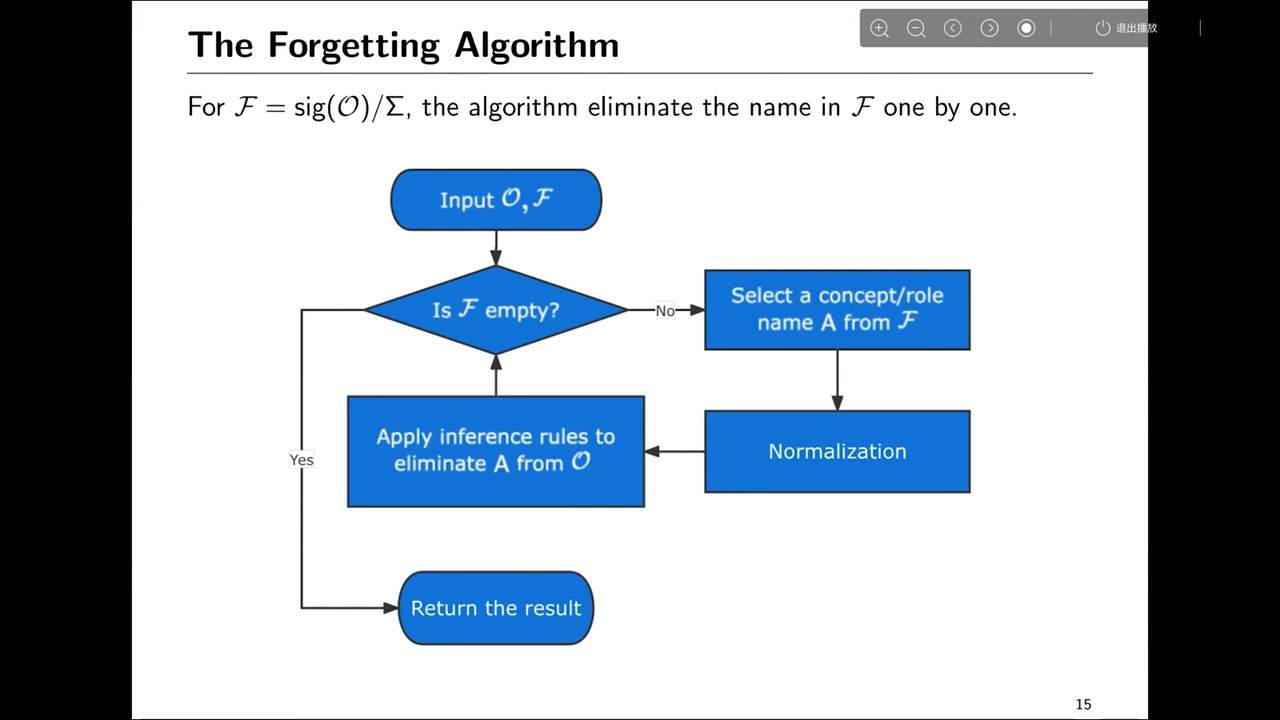 The Forgetting Algorithm
退出播放
For ℱ = sig(𝒪)/Σ, the algorithm eliminate the name in ℱ one by one.
Input 𝒪, ℱ
Is ℱ empty?
No
Select a concept/role
name A from ℱ
Apply inference rules to
eliminate A from 𝒪
Normalization
Yes
Return the result
15